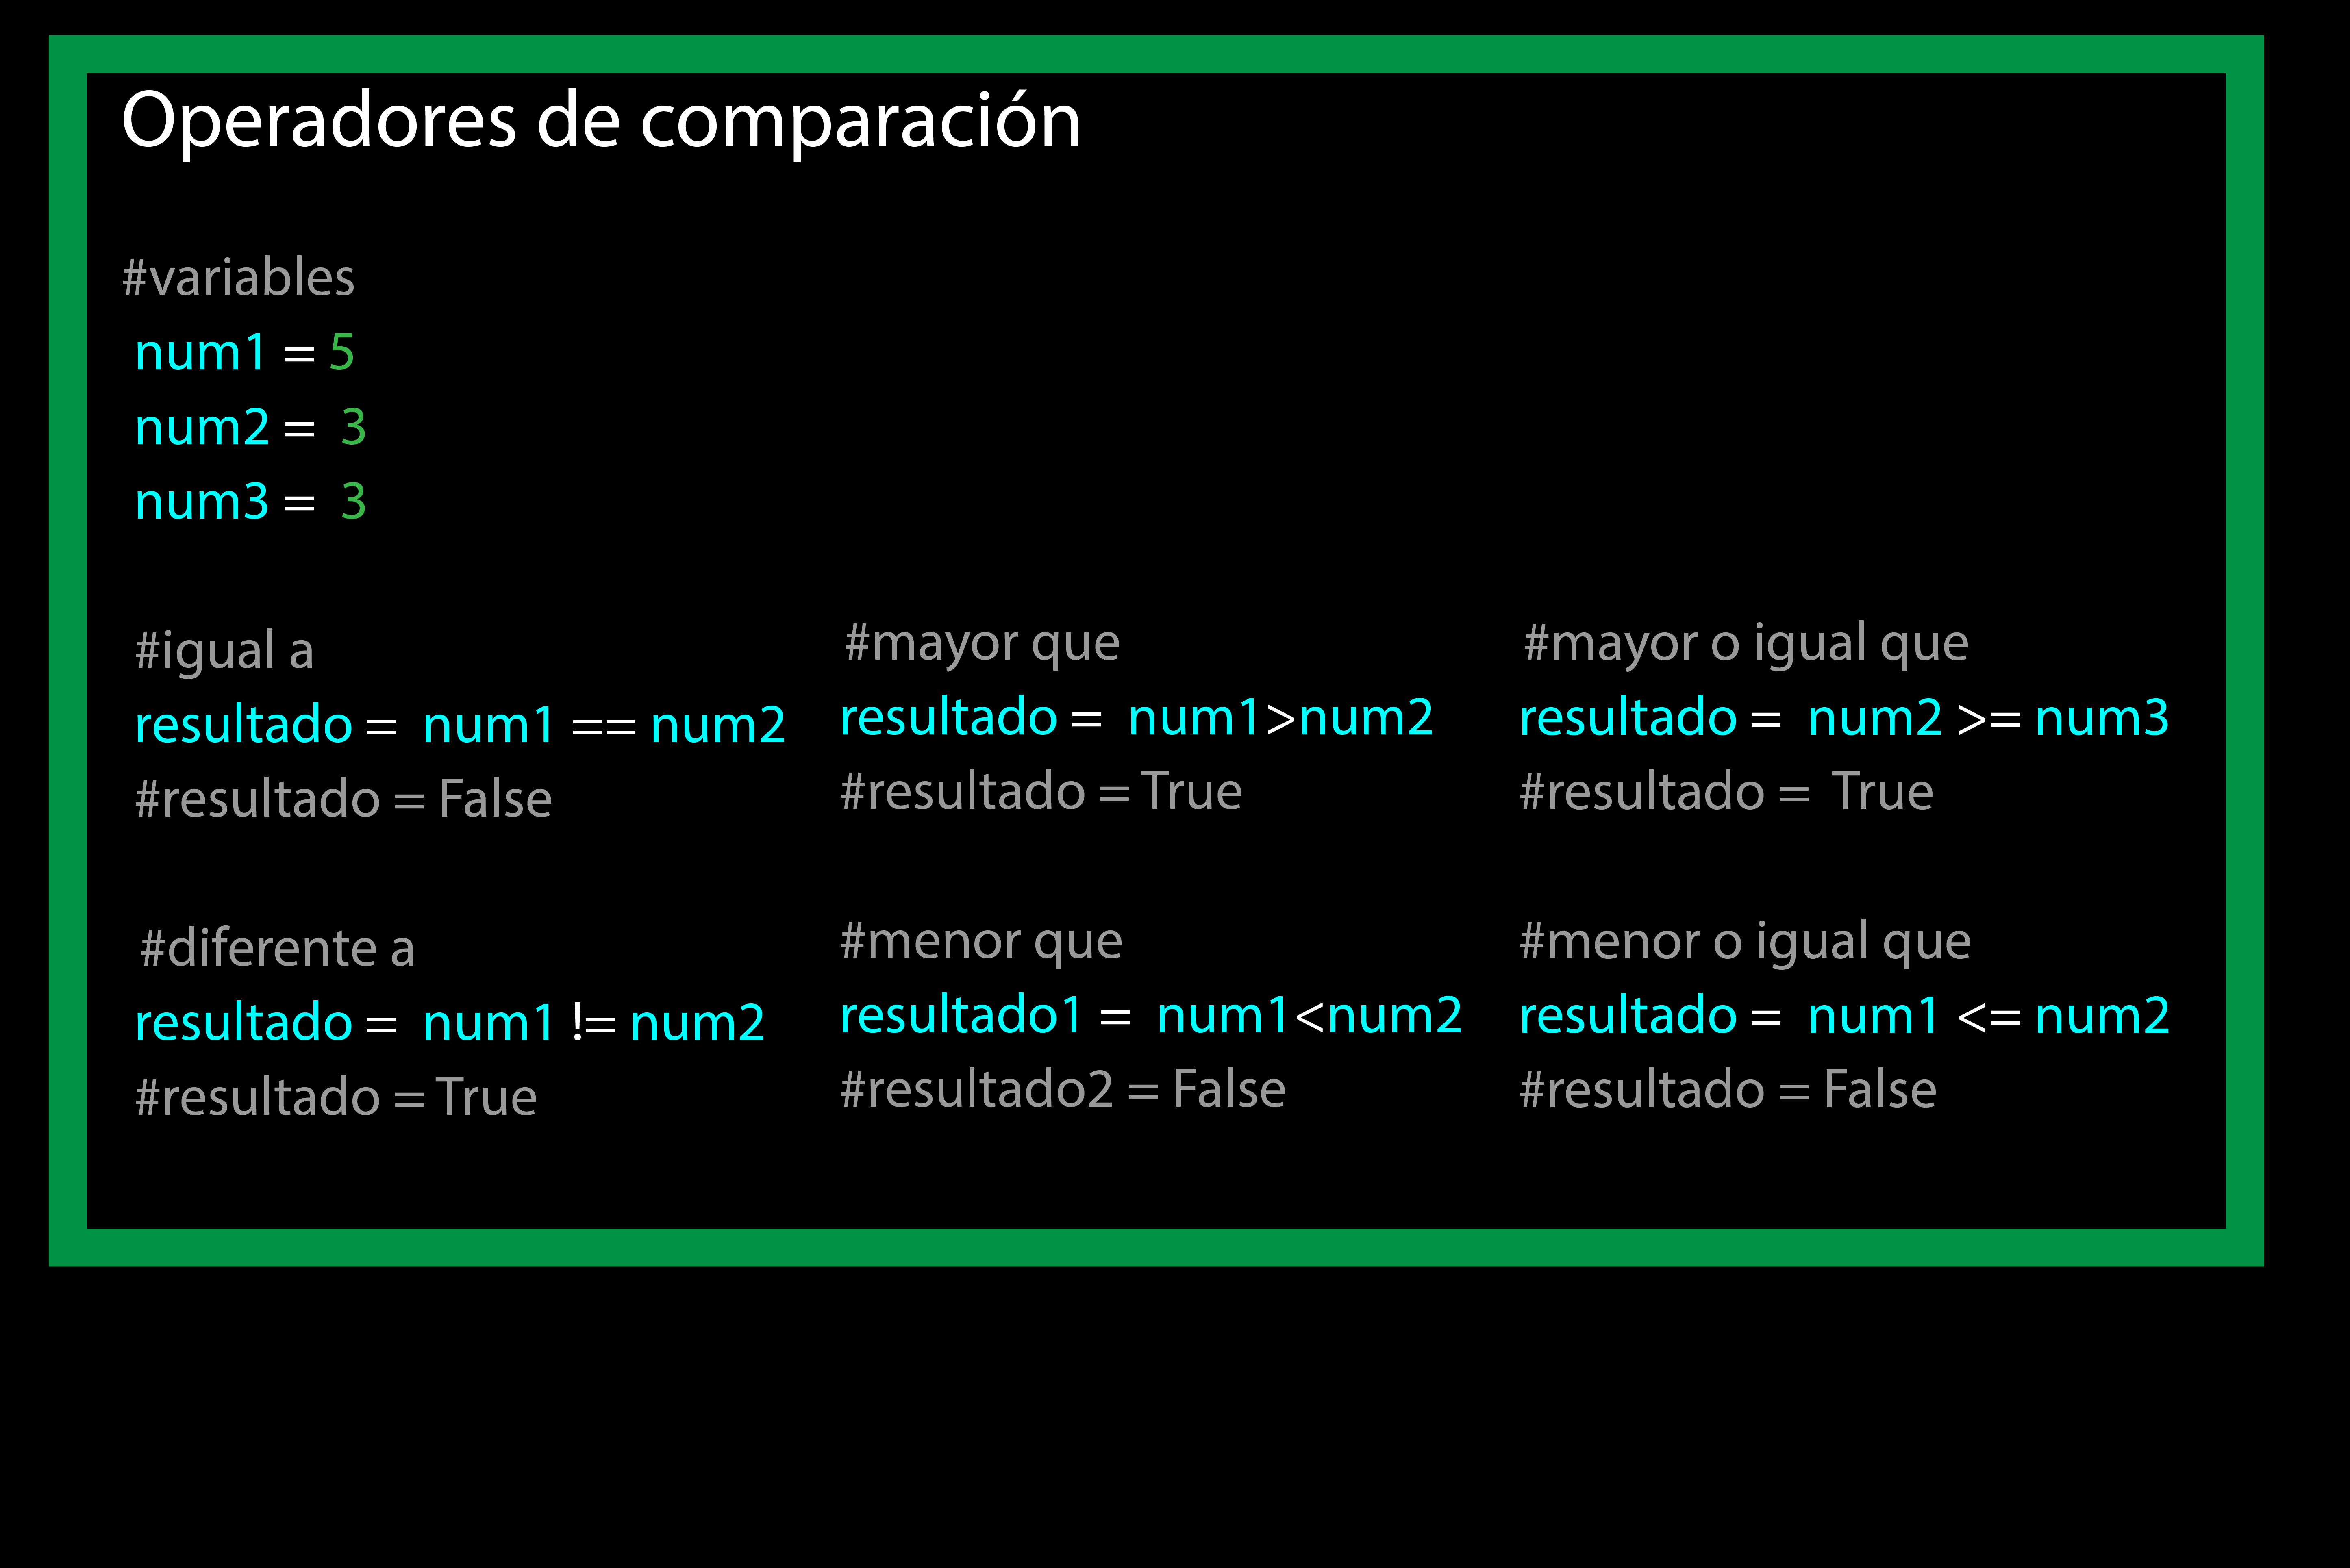 Operadores de comparación
#variables
num1 = 5
num2 = 3
num3 = 3
#igual a
resultado = num1 == num2
#resultado = False
#diferente a
resultado = num1 != num2
#resultado = True
#mayor que
resultado = num1>num2
#resultado = True
#menor que
resultado1 = num1<num2
#resultado2 = False
#mayor o igual que
resultado = num2 >= num3
#resultado = True
#menor o igual que
resultado = num1 <= num2
#resultado = False